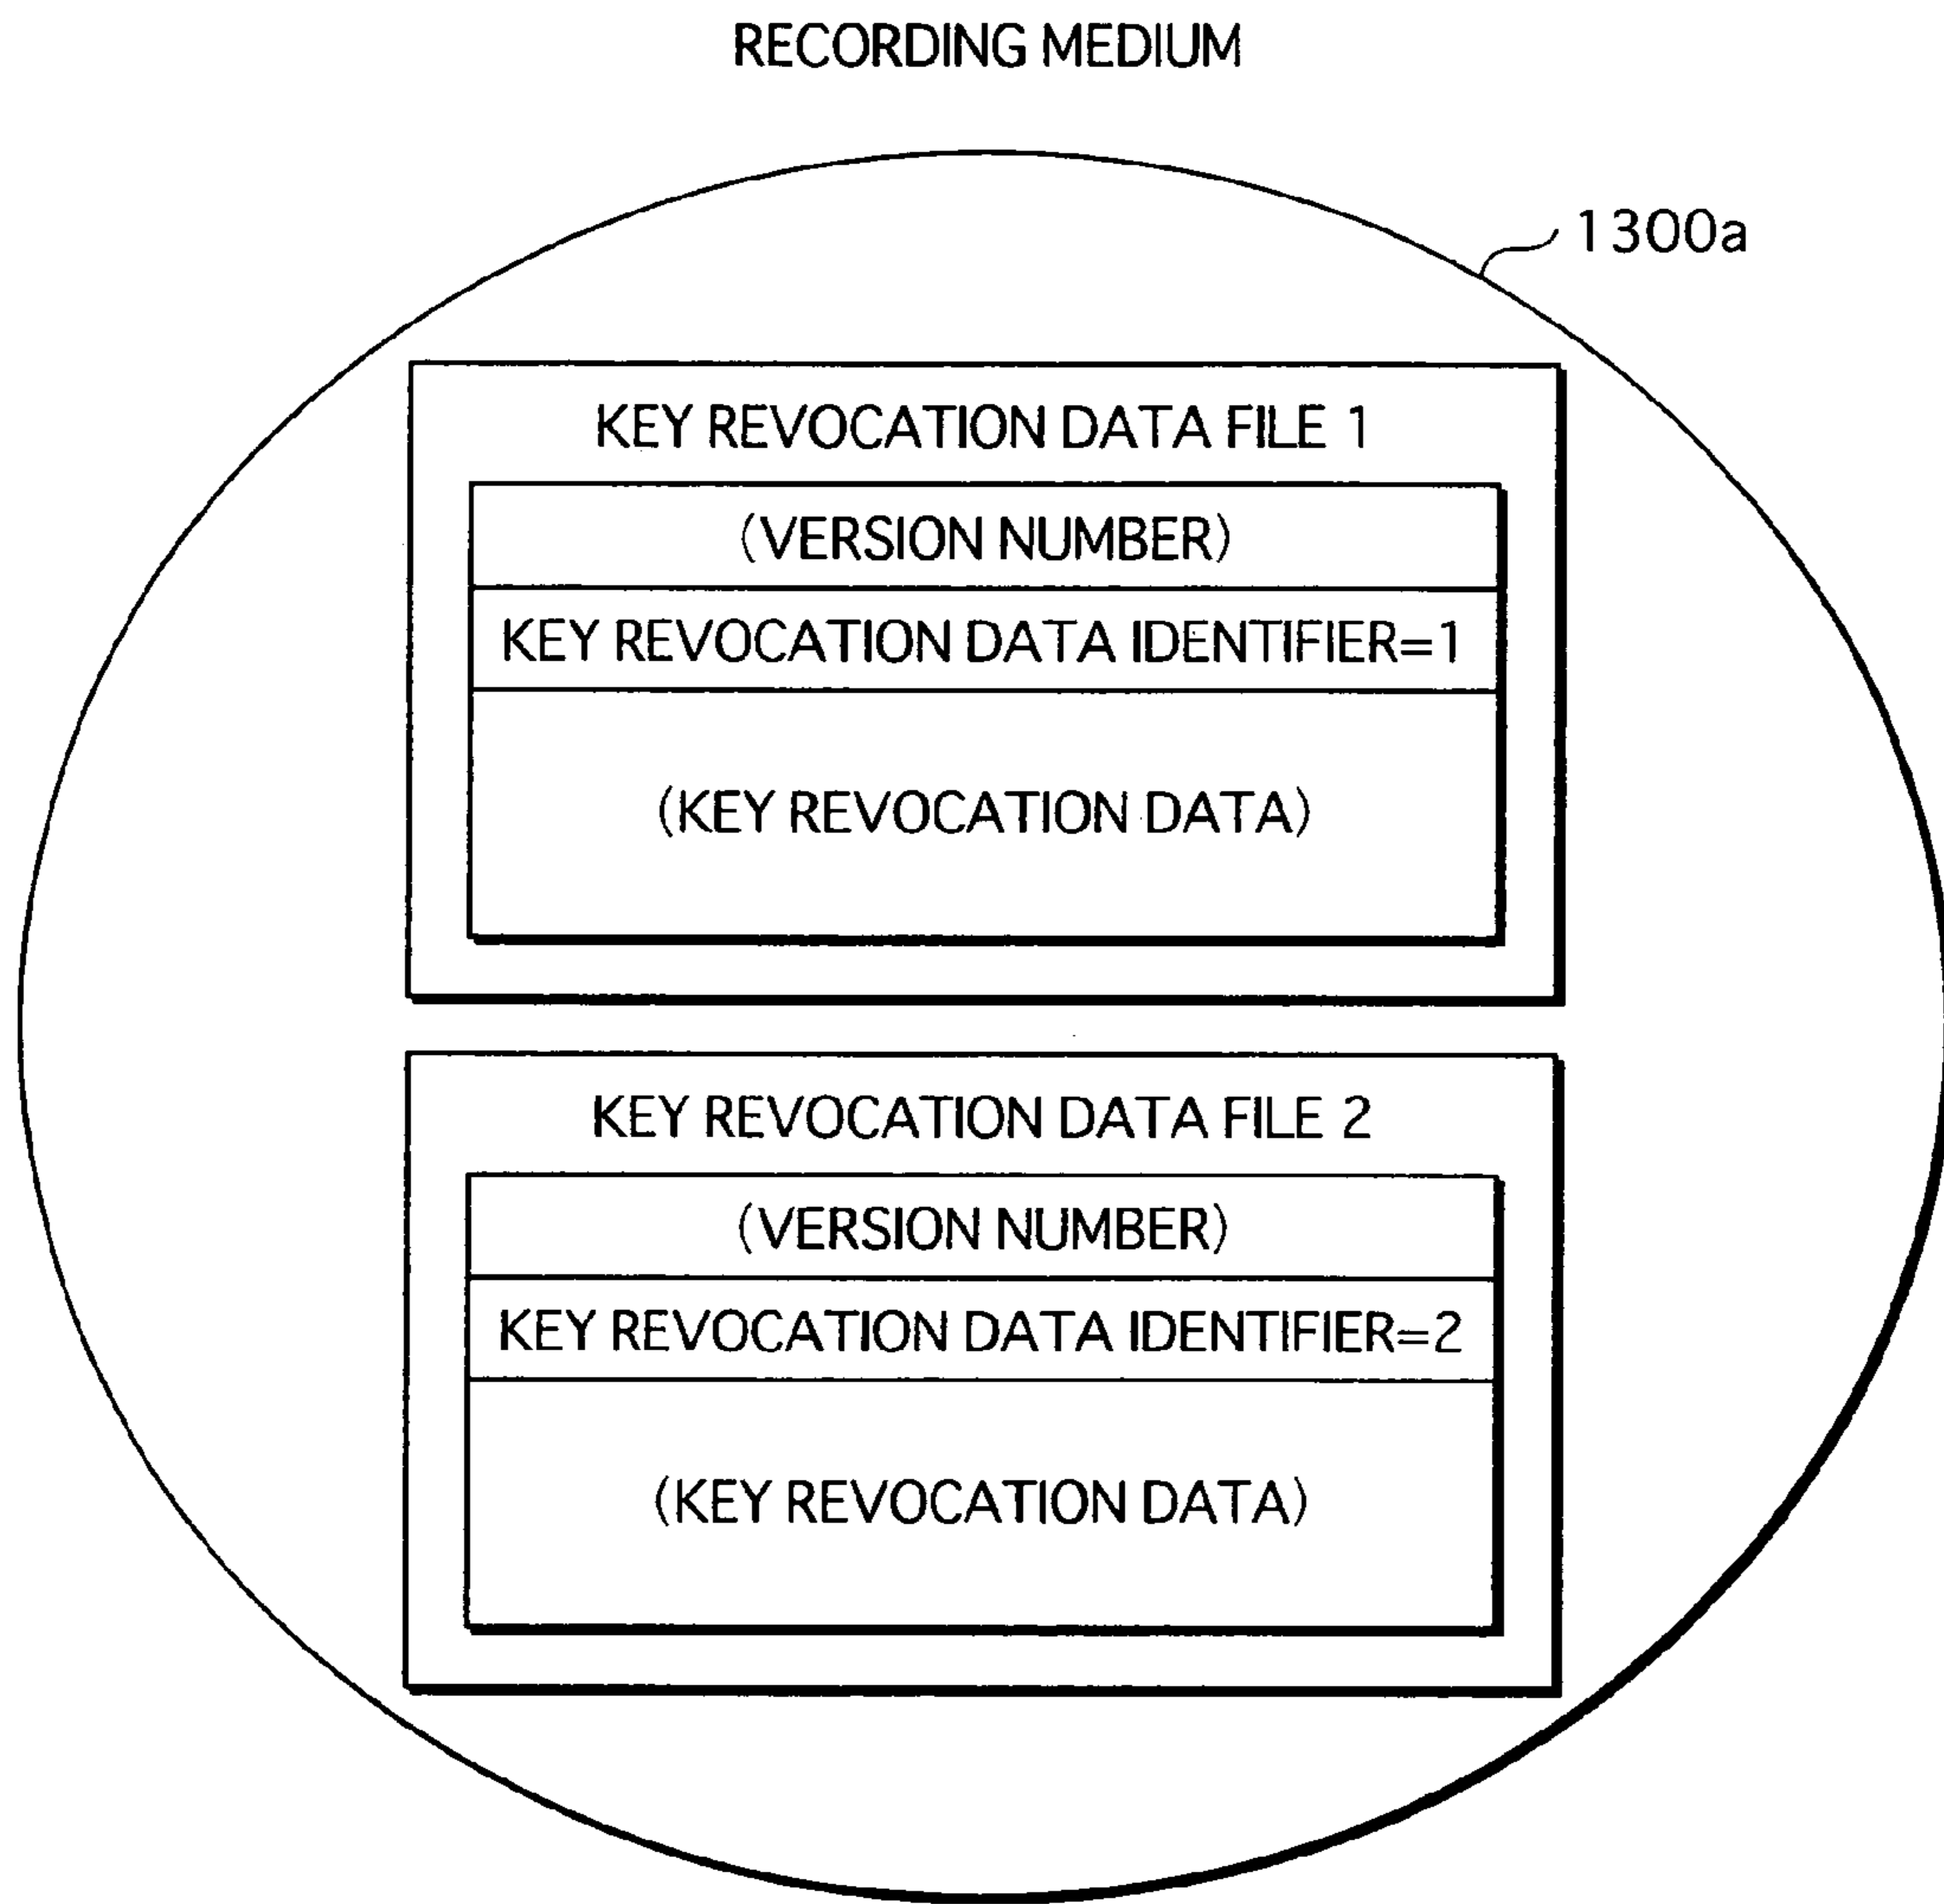 RECORDING MEDIUM
1300a
KEY REVOCATION DATA FILE 1
(VERSION NUMBER)
KEY REVOCATION DATA IDENTIFIER=1
(KEY REVOCATION DATA)
KEY REVOCATION DATA FILE 2
(VERSION NUMBER)
KEY REVOCATION DATA IDENTIFIER=2
(KEY REVOCATION DATA)